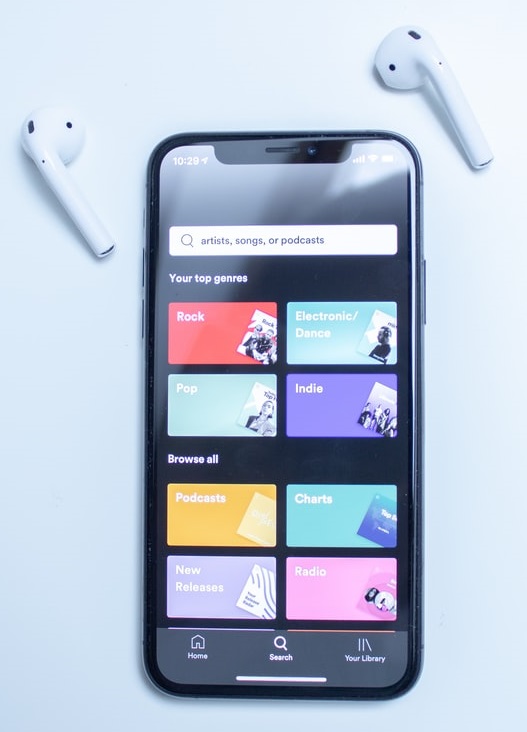 10:29
artists, songs, or podcasts
Your top genres
Rock
Electronic/
Dance
Pop
Indie
Browse all
Podcasts
Charts
New
Releases
Radio
Home
Search
Your Library